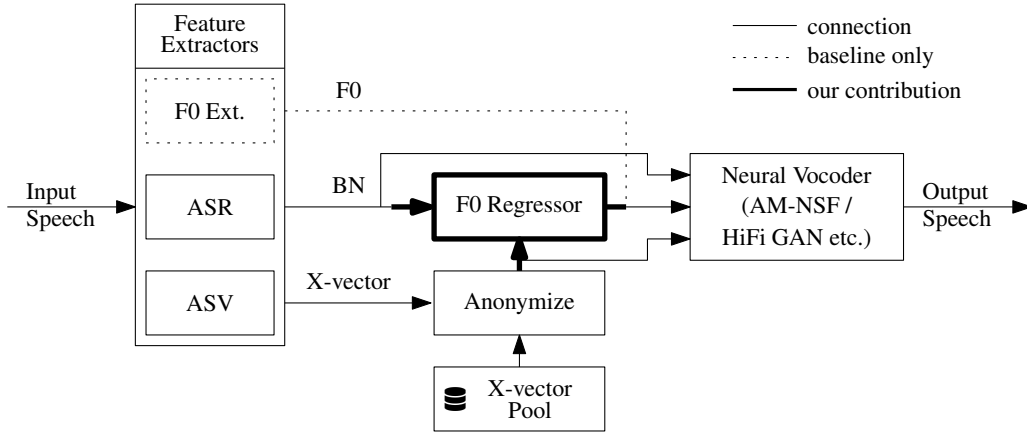 Feature
Extractors
F0 Ext.
ASR
ASV
Input
Speech
F0
BN
X-vector
F0 Regressor
Anonymize
X-vector
Pool
Neural Vocoder
(AM-NSF /
HiFi GAN etc.)
Output
Speech
connection
baseline only
our contribution